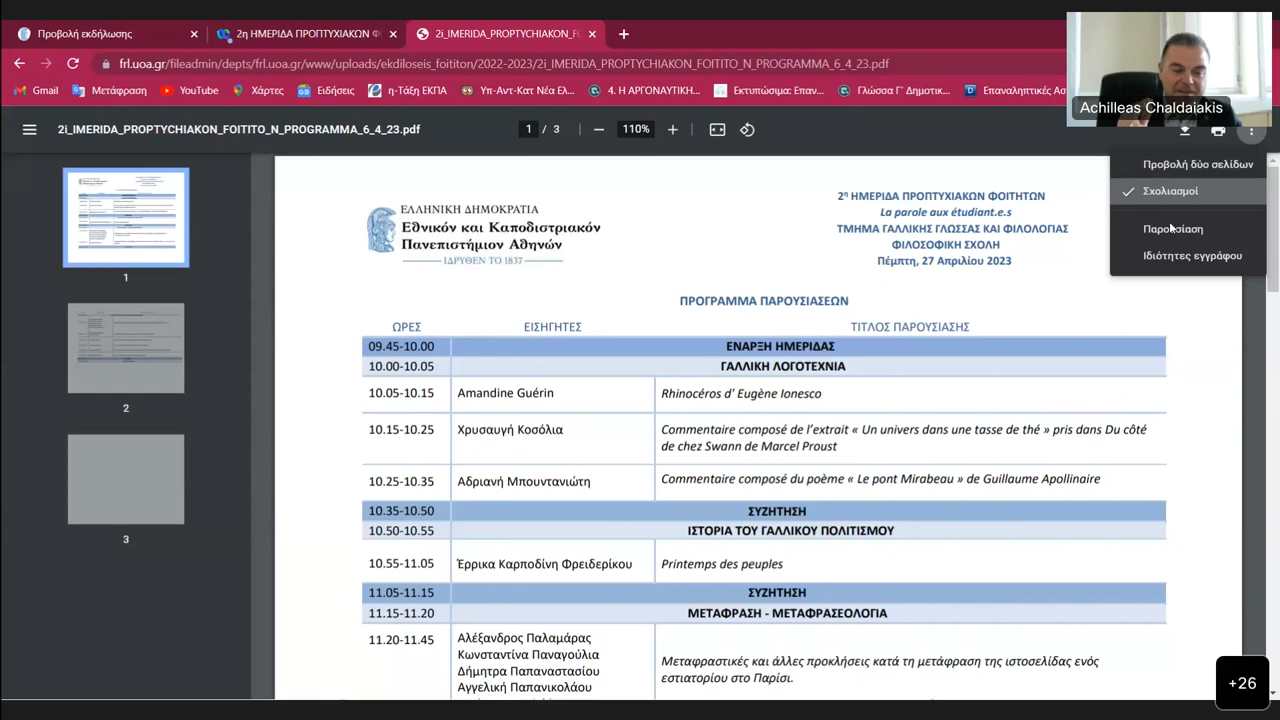 Προβολή εκδήλωσης
2η ΗΜΕΡΙΔΑ ΠΡΟΠΤΥΧΙΑΚΩΝ Φ
2i_IMERIDA_PROPTYCHIAKON_F
frl.uoa.gr/fileadmin/depts/frl.uoa.gr/www/uploads/ekdiloseis_foititon/2022-2023/2i_IMERIDA_PROPTYCHIAKON_FOITITO_N_PROGRAMMA_6_4_23.pdf
Gmail
Μετάφραση
YouTube
Χάρτες
Ειδήσεις
η-Τάξη ΕΚΠΑ
Υπ-Αντ-Κατ Νέα Ελ...
4. Η ΑΡΓΟΝΑΥΤΙΚΗ...
Εκτυπώσιμα: Επαν...
Γλώσσα Γ΄ Δημοτικ...
Επαναληπτικές Ασ
Achilleas Chaldaiakis
2i_IMERIDA_PROPTYCHIAKON_FOITITO_N_PROGRAMMA_6_4_23.pdf
1 / 3
110%
Προβολή δύο σελίδων
Σχολιασμοί
Παρουσίαση
Ιδιότητες εγγράφου
1
2
3
ΕΛΛΗΝΙΚΗ ΔΗΜΟΚΡΑΤΙΑ
Εθνικόν και Καποδιστριακόν
Πανεπιστήμιον Αθηνών
ΙΔΡΥΘΕΝ ΤΟ 1837
2η ΗΜΕΡΙΔΑ ΠΡΟΠΤΥΧΙΑΚΩΝ ΦΟΙΤΗΤΩΝ
La parole aux étudiant.e.s
ΤΜΗΜΑ ΓΑΛΛΙΚΗΣ ΓΛΩΣΣΑΣ ΚΑΙ ΦΙΛΟΛΟΓΙΑΣ
ΦΙΛΟΣΟΦΙΚΗ ΣΧΟΛΗ
Πέμπτη, 27 Απριλίου 2023
ΠΡΟΓΡΑΜΜΑ ΠΑΡΟΥΣΙΑΣΕΩΝ
ΩΡΕΣ ΕΙΣΗΓΗΤΕΣ ΤΙΤΛΟΣ ΠΑΡΟΥΣΙΑΣΗΣ
09.45-10.00 ΕΝΑΡΞΗ ΗΜΕΡΙΔΑΣ
10.00-10.05 ΓΑΛΛΙΚΗ ΛΟΓΟΤΕΧΝΙΑ
10.05-10.15 Amandine Guérin Rhinocéros d' Eugène Ionesco
10.15-10.25 Χρυσαυγή Κοσόλια Commentaire composé de l'extrait « Un univers dans une tasse de thé » pris dans Du côté
de chez Swann de Marcel Proust
10.25-10.35 Αδριανή Μπουντανιώτη Commentaire composé du poème « Le pont Mirabeau » de Guillaume Apollinaire
10.35-10.50 ΣΥΖΗΤΗΣΗ
10.50-10.55 ΙΣΤΟΡΙΑ ΤΟΥ ΓΑΛΛΙΚΟΥ ΠΟΛΙΤΙΣΜΟΥ
10.55-11.05 Έρρικα Καρποδίνη Φρειδερίκου Printemps des peuples
11.05-11.15 ΣΥΖΗΤΗΣΗ
11.15-11.20 ΜΕΤΑΦΡΑΣΗ - ΜΕΤΑΦΡΑΣΕΟΛΟΓΙΑ
11.20-11.45 Αλέξανδρος Παλαμάρας
Κωνσταντίνα Παναγούλια
Δήμητρα Παπαναστασίου
Αγγελική Παπανικολάου
Μεταφραστικές και άλλες προκλήσεις κατά τη μετάφραση της ιστοσελίδας ενός
εστιατορίου στο Παρίσι.
+26